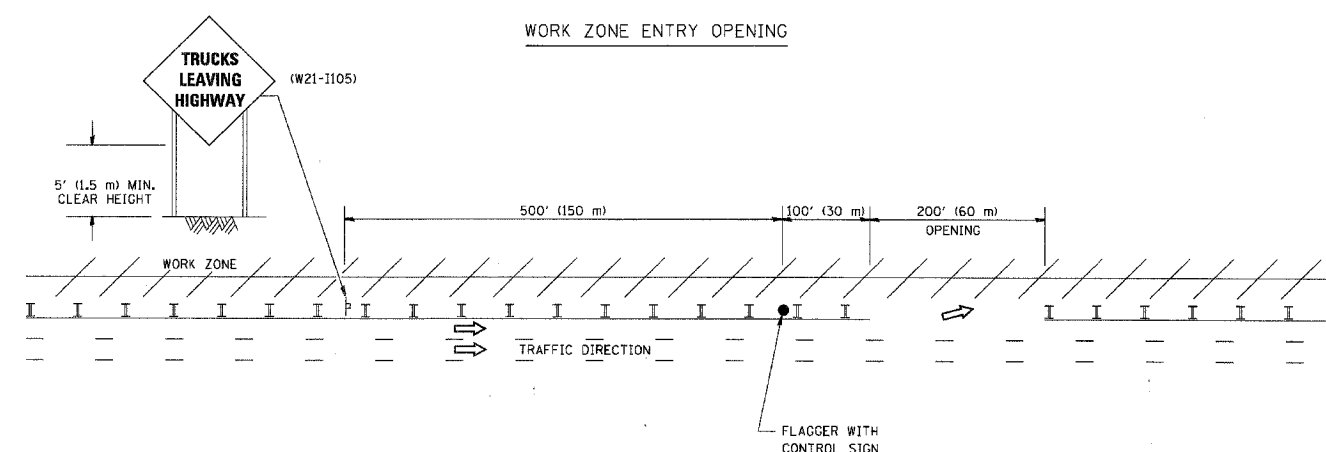 WORK ZONE ENTRY OPENING
TRUCKS
LEAVING
HIGHWAY
(W21-I105)
5' (1.5 m) MIN.
CLEAR HEIGHT
500' (150 m)
100' (30 m)
200' (60 m)
OPENING
WORK ZONE
TRAFFIC DIRECTION
FLAGGER WITH
CONTROL SIGN